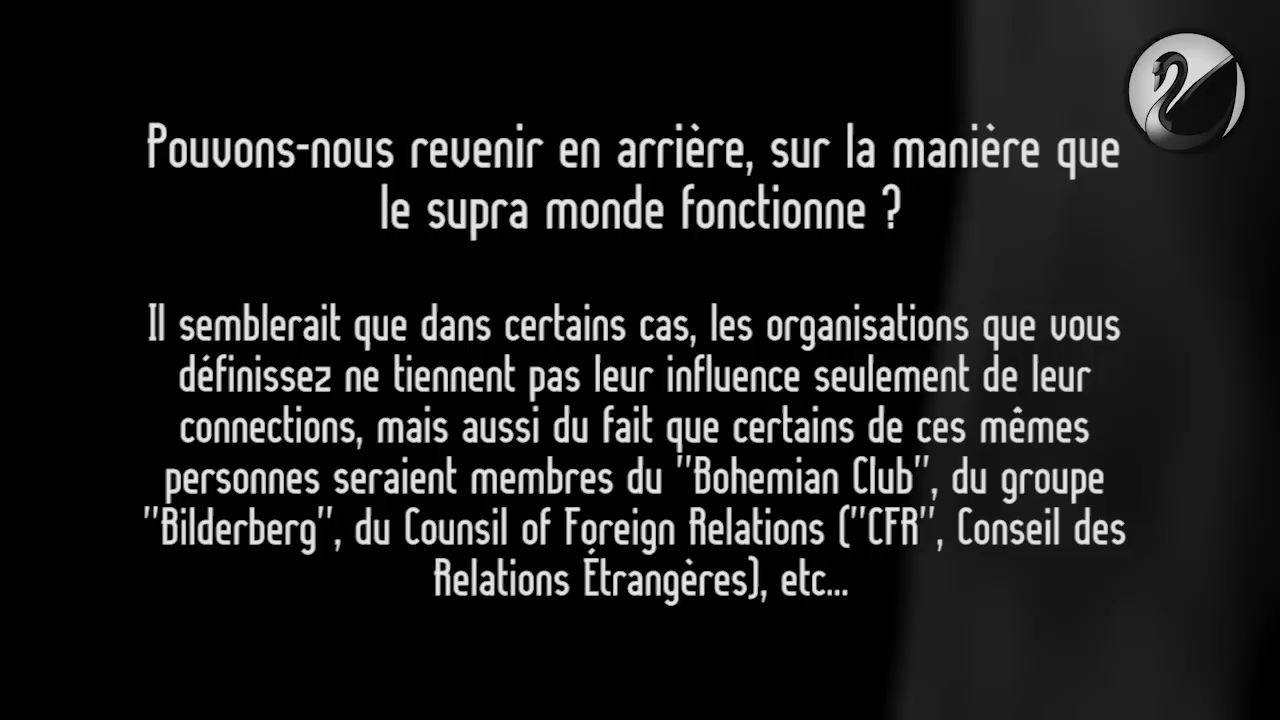 Pouvons-nous revenir en arrière, sur la manière que
le supra monde fonctionne ?
Il semblerait que dans certains cas, les organisations que vous
définissez ne tiennent pas leur influence seulement de leur
connections, mais aussi du fait que certains de ces mêmes
personnes seraient membres du "Bohemian Club", du groupe
"Bilderberg", du Counsil of Foreign Relations ("CFR", Conseil des
Relations Étrangères), etc...